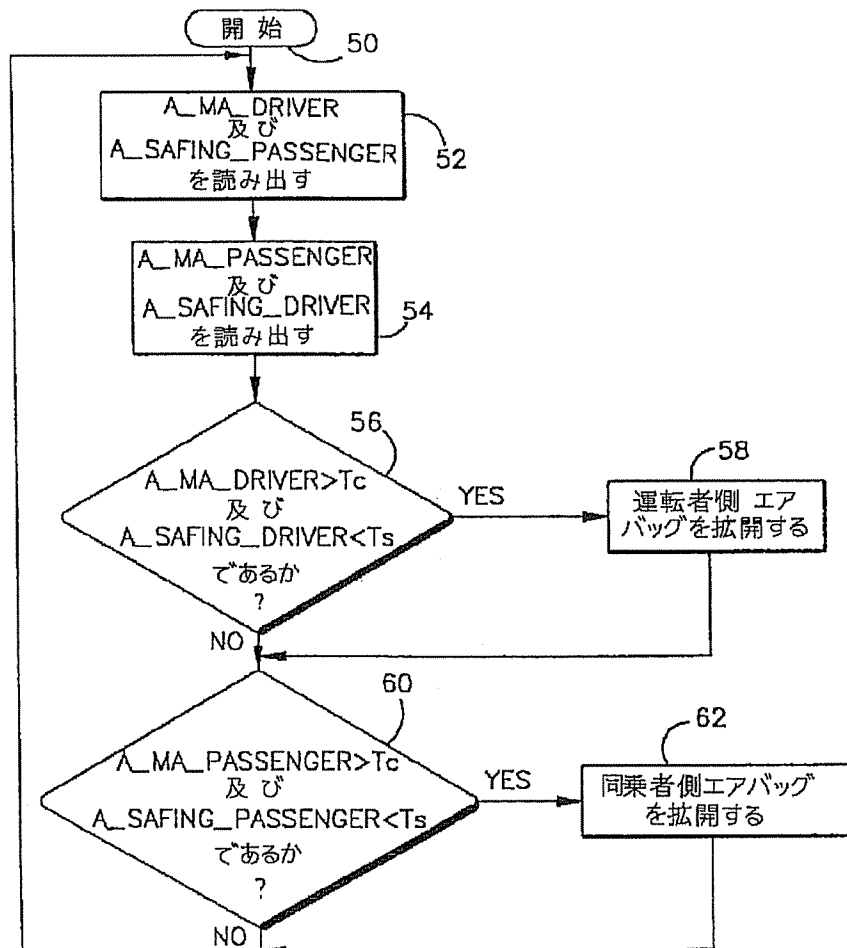 開始
50
A_MA_DRIVER
及び
A_SAFING_PASSENGER
を読み出す
52
A_MA_PASSENGER
及び
A_SAFING_DRIVER
を読み出す
54
56
A_MA_DRIVER>Tc
及び
A_SAFING_DRIVER<Ts
であるか
?
YES
58
運転者側 エア
バッグを拡開する
NO
60
A_MA_PASSENGER>Tc
及び
A_SAFING_PASSENGER<Ts
であるか
?
YES
62
同乗者側エアバッグ
を拡開する
NO